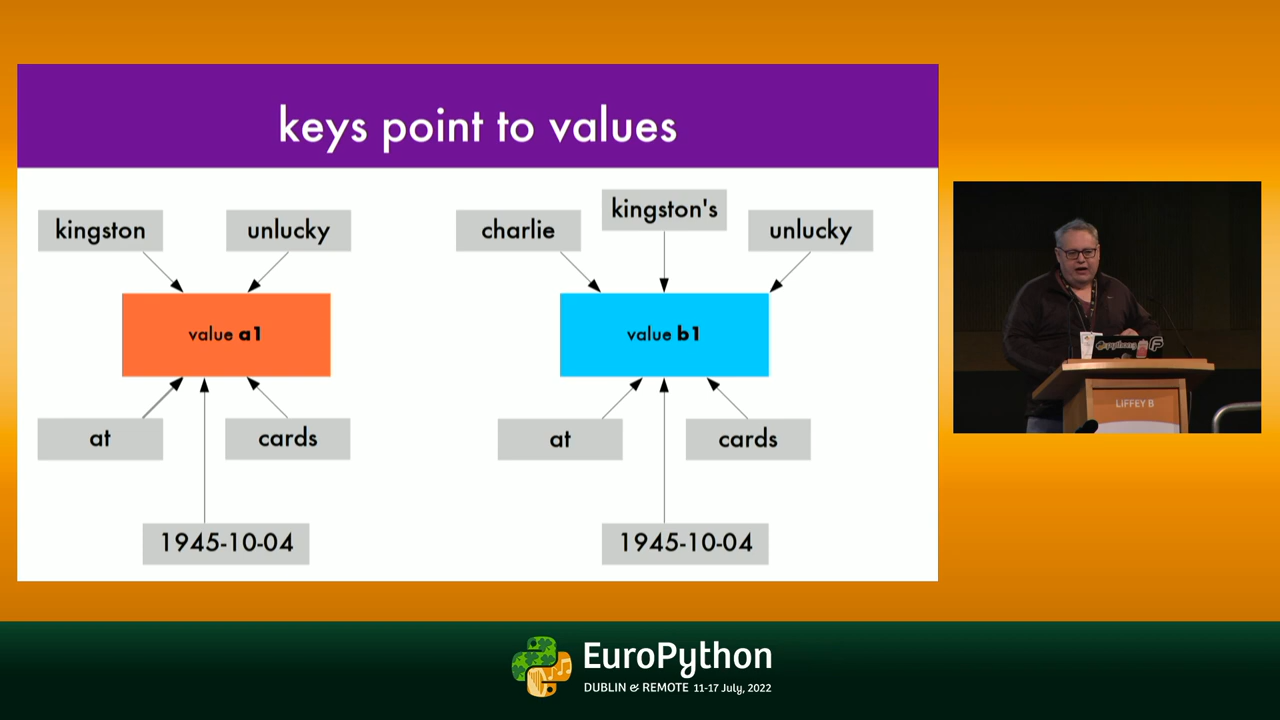 keys point to values
kingston
unlucky
value a1
at
cards
1945-10-04
charlie
kingston's
unlucky
value b1
at
cards
1945-10-04
LIFFEY B
EuroPython
DUBLIN & REMOTE 11-17 July, 2022